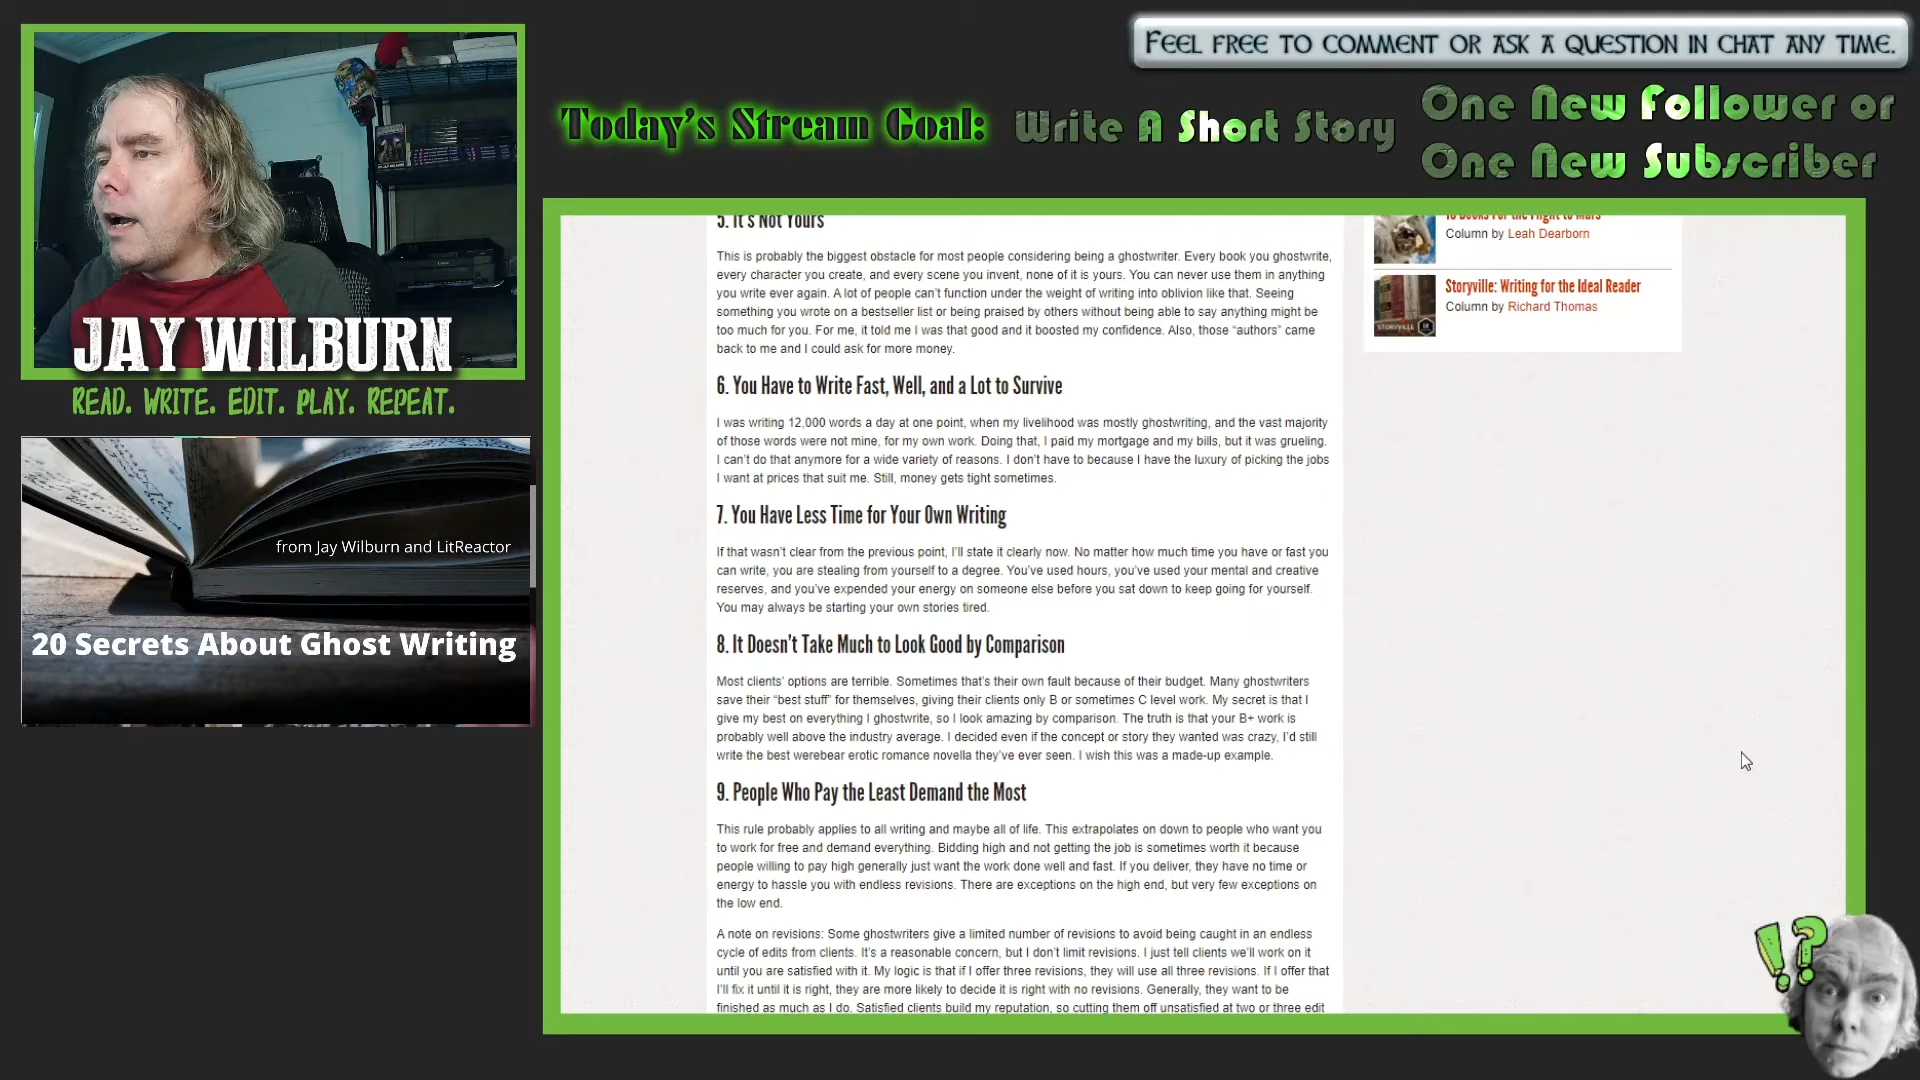 FEEL FREE TO COMMENT OR ASK A QUESTION IN CHAT ANY TIME.
Today's Stream Goal:
Write A Short Story
One New Follower or
One New Subscriber
JAY WILBURN
READ. WRITE. EDIT. PLAY. REPEAT.
from Jay Wilburn and LitReactor
20 Secrets About Ghost Writing
5. It's Not Yours
This is probably the biggest obstacle for most people considering being a ghostwriter. Every book you ghostwrite,
every character you create, and every scene you invent, none of it is yours. You can never use them in anything
you write ever again. A lot of people can't function under the weight of writing into oblivion like that. Seeing
something you wrote on a bestseller list or being praised by others without being able to say anything might be
too much for you. For me, it told me I was that good and it boosted my confidence. Also, those “authors” came
back to me and I could ask for more money.
6. You Have to Write Fast, Well, and a Lot to Survive
I was writing 12,000 words a day at one point, when my livelihood was mostly ghostwriting, and the vast majority
of those words were not mine, for my own work. Doing that, I paid my mortgage and my bills, but it was grueling.
I can't do that anymore for a wide variety of reasons. I don't have to because I have the luxury of picking the jobs
I want at prices that suit me. Still, money gets tight sometimes.
7. You Have Less Time for Your Own Writing
If that wasn't clear from the previous point, I'll state it clearly now. No matter how much time you have or fast you
can write, you are stealing from yourself to a degree. You've used hours, you've used your mental and creative
reserves, and you've expended your energy on someone else before you sat down to keep going for yourself.
You may always be starting your own stories tired.
8. It Doesn't Take Much to Look Good by Comparison
Most clients' options are terrible. Sometimes that's their own fault because of their budget. Many ghostwriters
save their “best stuff” for themselves, giving their clients only B or sometimes C level work. My secret is that I
give my best on everything I ghostwrite, so I look amazing by comparison. The truth is that your B+ work is
probably well above the industry average. I decided even if the concept or story they wanted was crazy, I'd still
write the best werebear erotic romance novella they've ever seen. I wish this was a made-up example.
9. People Who Pay the Least Demand the Most
This rule probably applies to all writing and maybe all of life. This extrapolates on down to people who want you
to work for free and demand everything. Bidding high and not getting the job is sometimes worth it because
people willing to pay high generally just want the work done well and fast. If you deliver, they have no time or
energy to hassle you with endless revisions. There are exceptions on the high end, but very few exceptions on
the low end.
A note on revisions: Some ghostwriters give a limited number of revisions to avoid being caught in an endless
cycle of edits from clients. It's a reasonable concern, but I don't limit revisions. I just tell clients we'll work on it
until you are satisfied with it. My logic is that if I offer three revisions, they will use all three revisions. If I offer that
I'll fix it until it is right, they are more likely to decide it is right with no revisions. Generally, they want to be
finished as much as I do. Satisfied clients build my reputation, so cutting them off unsatisfied at two or three edit
10 Books For the Flight to Mars
Column by Leah Dearborn
Storyville: Writing for the Ideal Reader
Column by Richard Thomas
STORYVILLE
!?